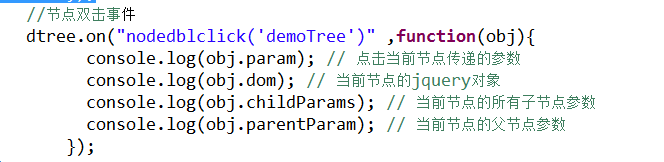 //节点双击事件
dtree.on("nodedblclick('demoTree')" ,function(obj){
console.log(obj.param); // 点击当前节点传递的参数
console.log(obj.dom); // 当前节点的jquery对象
console.log(obj.childParams); // 当前节点的所有子节点参数
console.log(obj.parentParam); // 当前节点的父节点参数
});